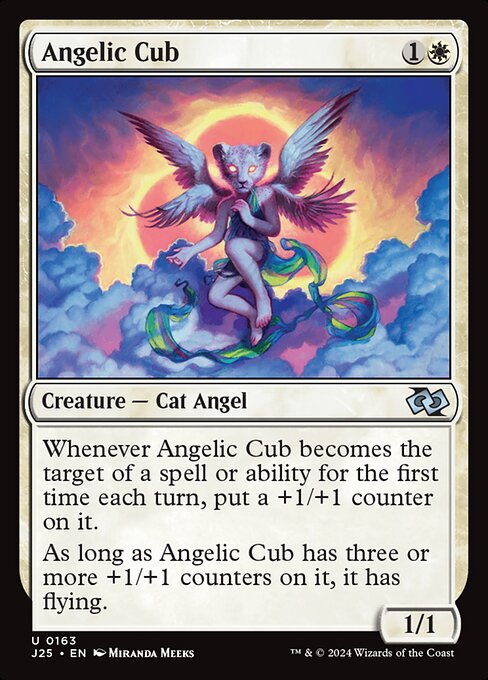 Angelic Cub 1
Creature — Cat Angel
Whenever Angelic Cub becomes the
target of a spell or ability for the first
time each turn, put a +1/+1 counter
on it.
As long as Angelic Cub has three or
more +1/+1 counters on it, it has
flying.
1/1
U 0163
J25 • EN Miranda Meeks ™ & © 2024 Wizards of the Coast